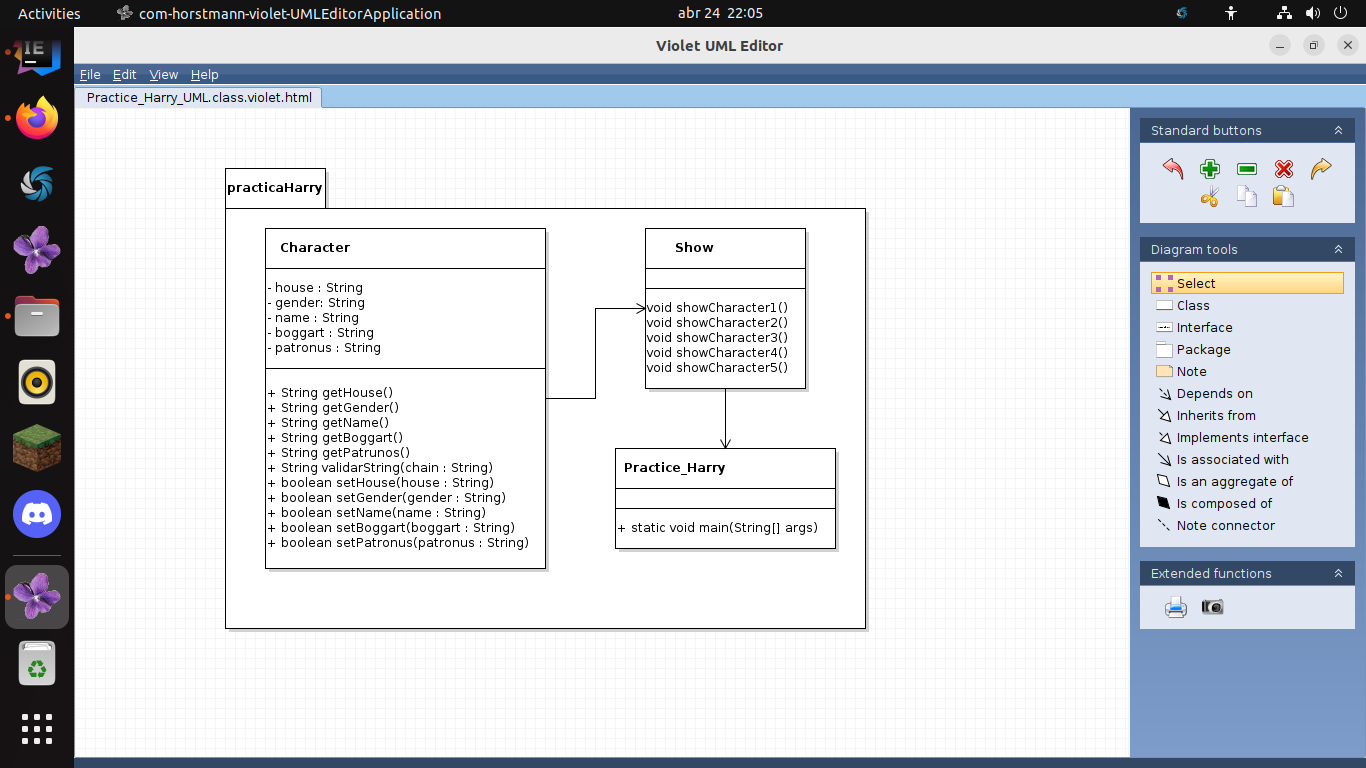 Activities
com-horstmann-violet-UMLEditorApplication
abr 24 22:05
IE
Violet UML Editor
File Edit View Help
Practice_Harry_UML.class.violet.html
practicaHarry
Character
- house : String
- gender: String
- name : String
- boggart : String
- patronus : String
+ String getHouse()
+ String getGender()
+ String getName()
+ String getBoggart()
+ String getPatrunos()
+ String validarString(chain : String)
+ boolean setHouse(house : String)
+ boolean setGender(gender : String)
+ boolean setName(name : String)
+ boolean setBoggart(boggart : String)
+ boolean setPatronus(patronus : String)
Show
void showCharacter1()
void showCharacter2()
void showCharacter3()
void showCharacter4()
void showCharacter5()
Practice_Harry
+ static void main(String[] args)
Standard buttons
Diagram tools
Select
Class
Interface
Package
Note
Depends on
Inherits from
Implements interface
Is associated with
Is an aggregate of
Is composed of
Note connector
Extended functions